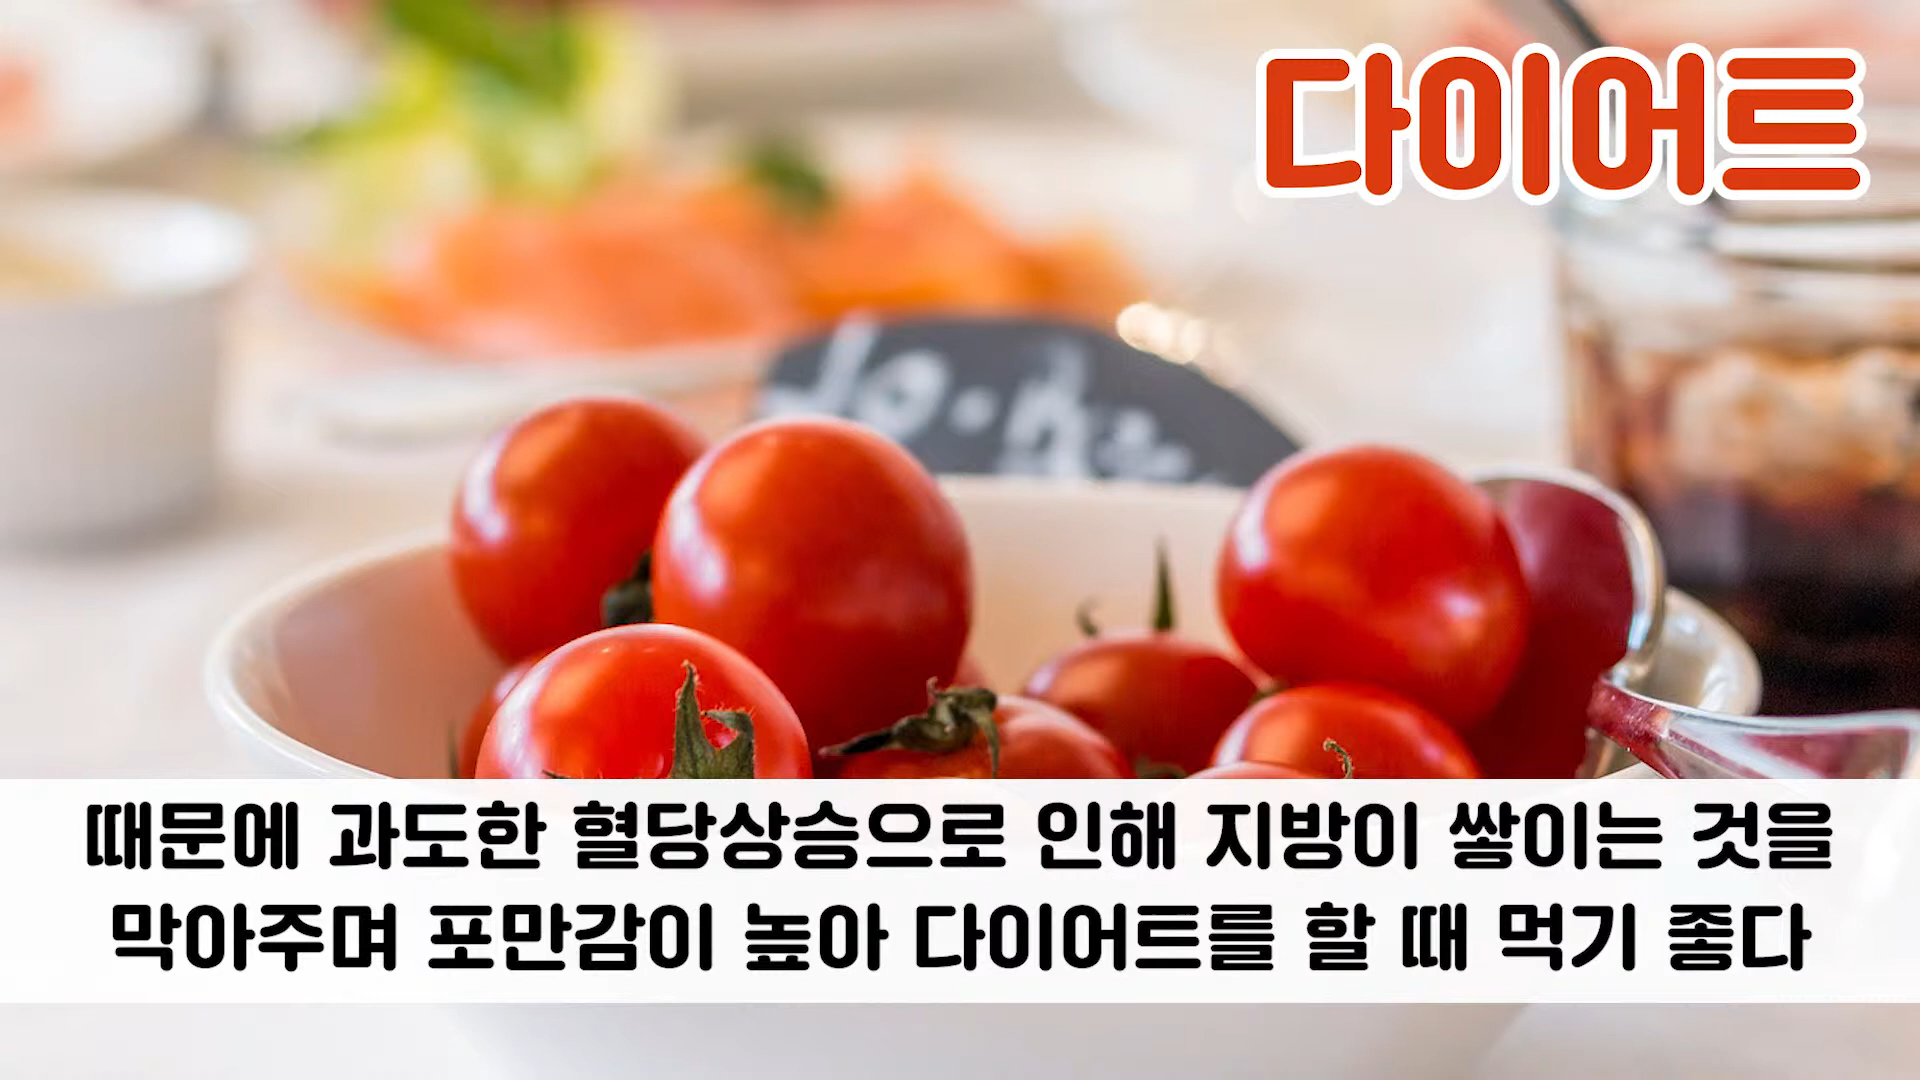 다이어트
때문에 과도한 혈당상승으로 인해 지방이 쌓이는 것을
막아주며 포만감이 높아 다이어트를 할 때 먹기 좋다